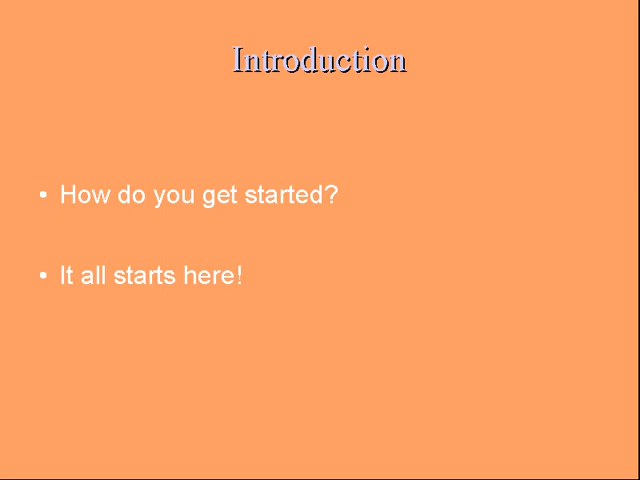 Introduction
• How do you get started?
• It all starts here!